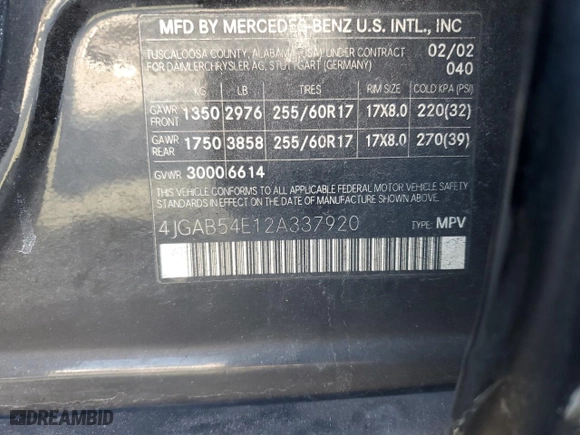 MFD BY MERCEDES-BENZ U.S. INTL., INC
TUSCALOOSA COUNTY, ALABAMA (USA) UNDER CONTRACT 02/02
FOR DAIMLERCHRYSLER AG, STUTTGART (GERMANY) 040
KG LB TIRES RIM SIZE COLD KPA (PSI)
GAWR FRONT 1350 2976 255/60R17 17X8.0 220(32)
GAWR REAR 1750 3858 255/60R17 17X8.0 270(39)
GVWR 3000 6614
THIS VEHICLE CONFORMS TO ALL APPLICABLE FEDERAL MOTOR VEHICLE SAFETY
STANDARDS IN EFFECT ON THE DATE OF MANUFACTURE SHOWN ABOVE.
4JGAB54E12A337920 TYPE: MPV
DREAMBID